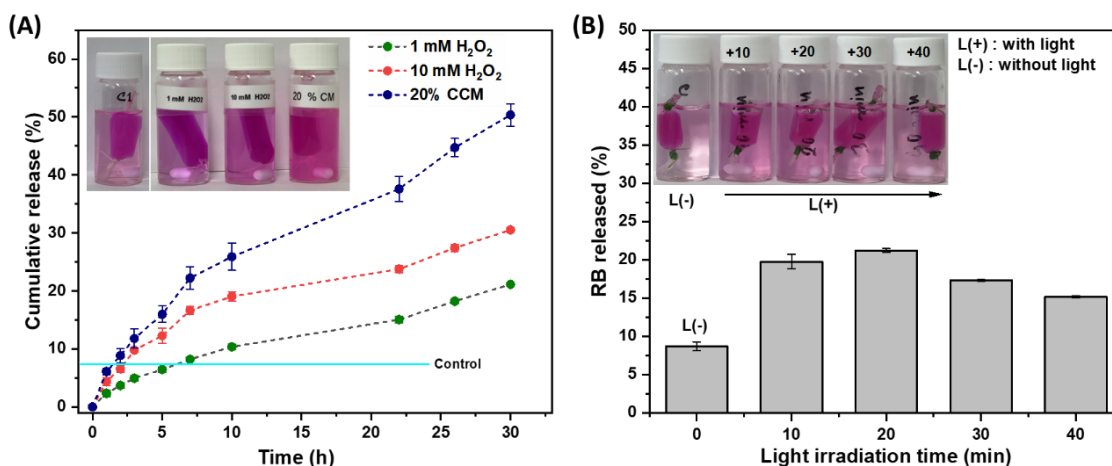 (A)
Cumulative release (%)
60
50
40
30
20
10
0
0
5
10
15
20
25
30
Time (h)
1 mM H₂O₂
10 mM H₂O₂
20% CCM
Control
C1
1 mM H2O2
10 mM H2O2
20 % CM
(B)
RB released (%)
50
45
40
35
30
25
20
15
10
5
0
0
10
20
30
40
Light irradiation time (min)
+10
+20
+30
+40
L(+) : with light
L(-) : without light
C
L(-)
L(+)
L(-)